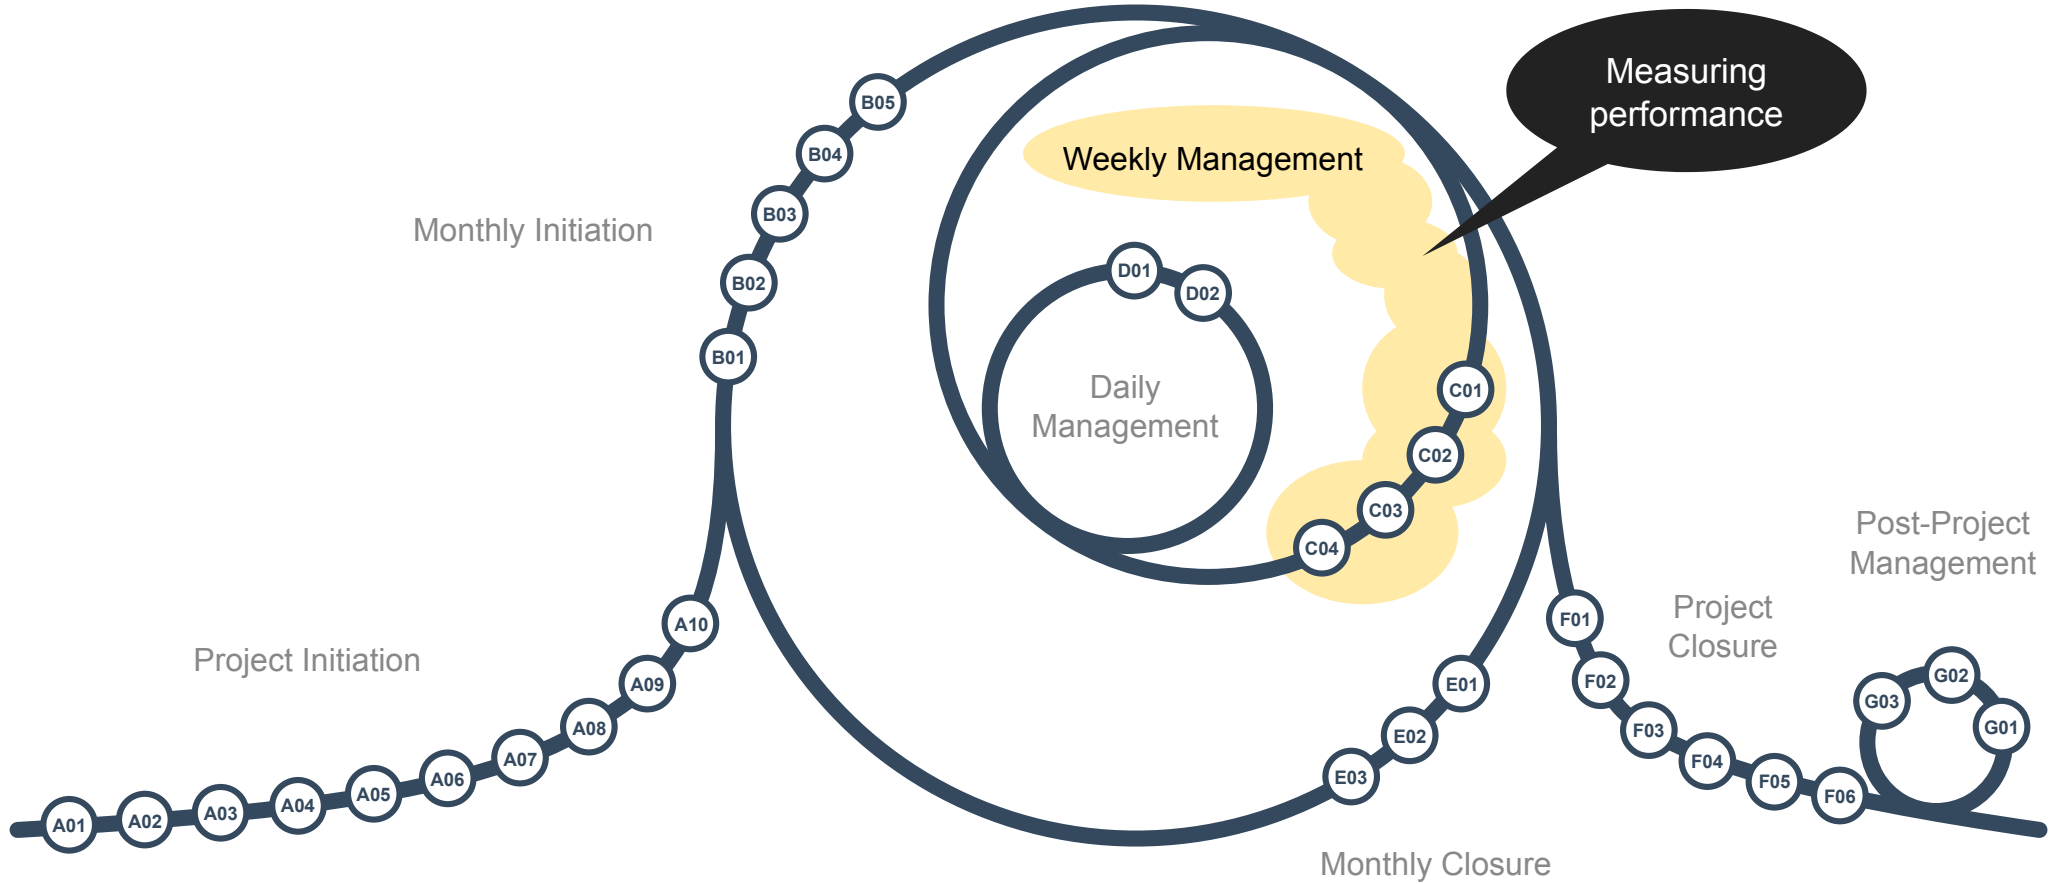 Measuring
performance
Weekly Management
Monthly Initiation
Daily
Management
Project Initiation
Post-Project
Management
Project
Closure
Monthly Closure
A01
A02
A03
A04
A05
A06
A07
A08
A09
A10
B01
B02
B03
B04
B05
C01
C02
C03
C04
D01
D02
E01
E02
E03
F01
F02
F03
F04
F05
F06
G01
G02
G03